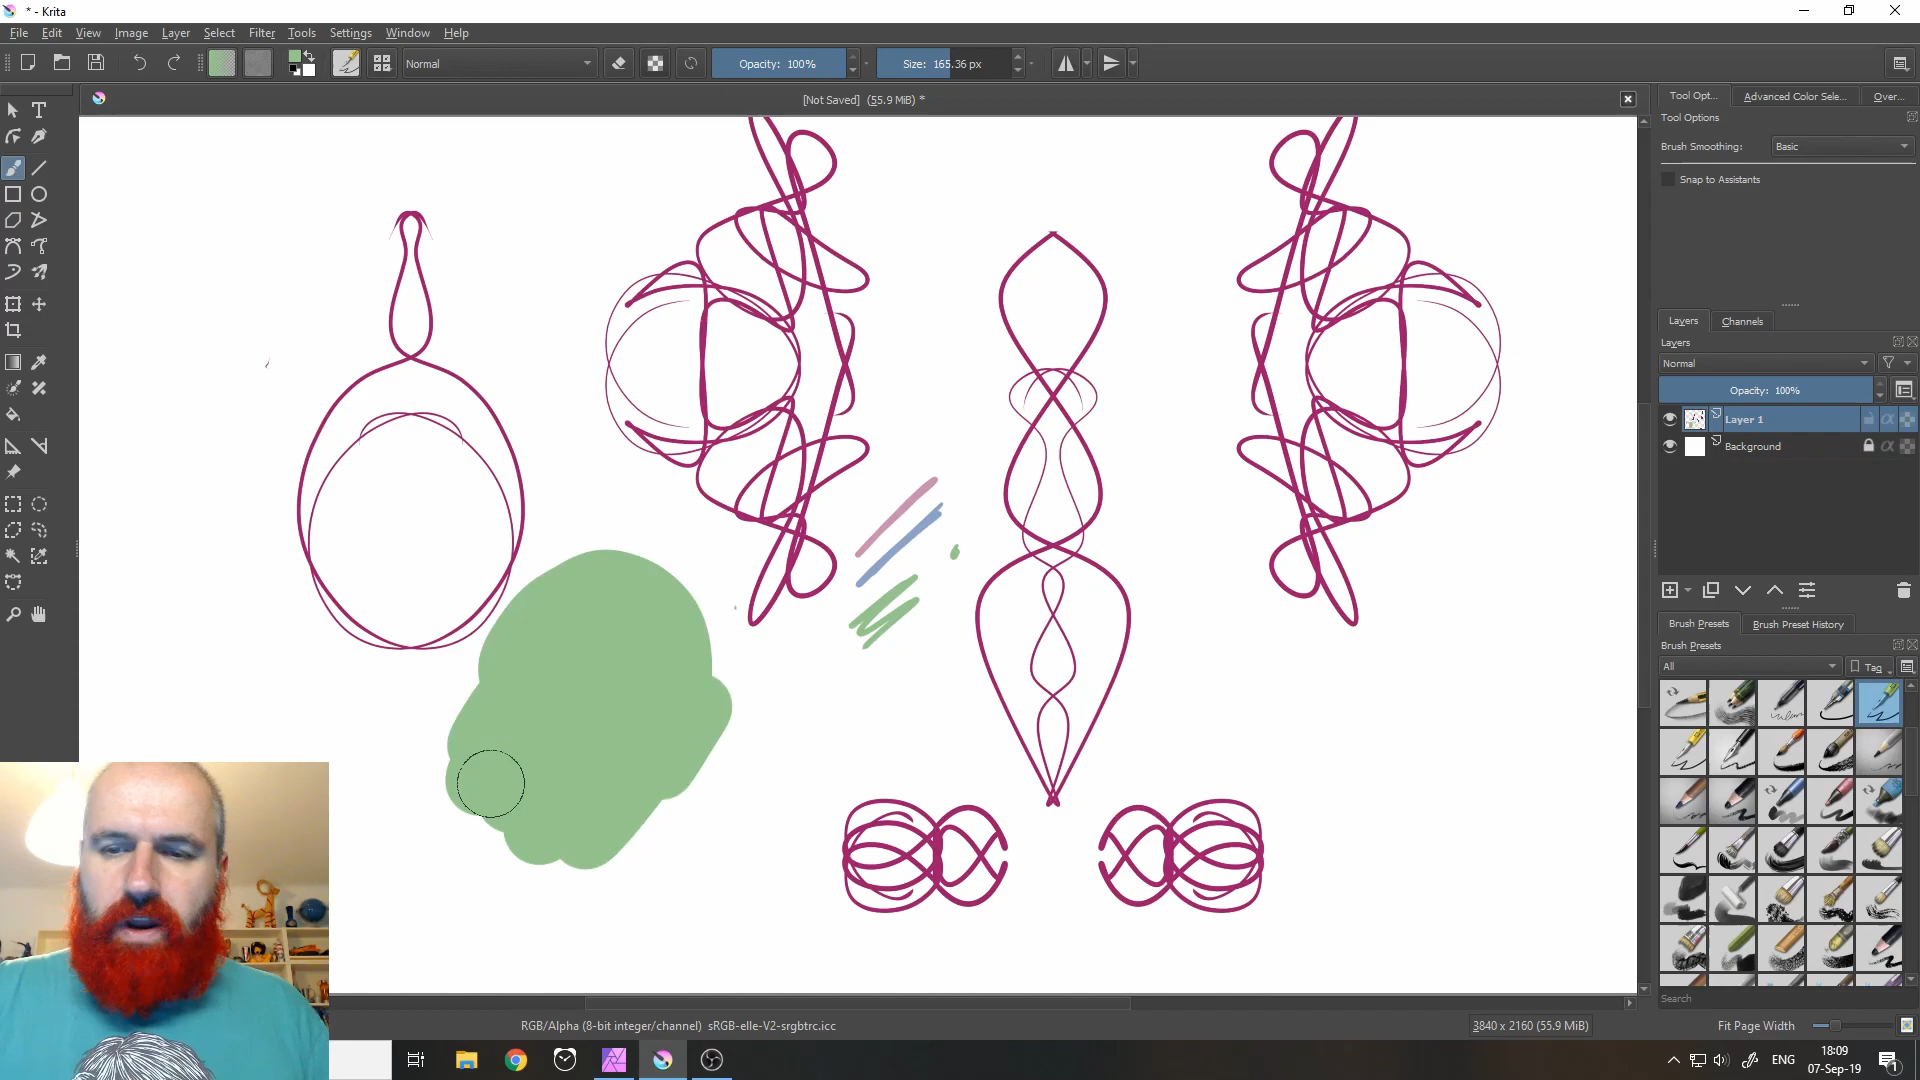 * - Krita
File Edit View Image Layer Select Filter Tools Settings Window Help
Normal
Opacity: 100%
Size: 165.36 px
[Not Saved] (55.9 MiB) *
Tool Opt...
Advanced Color Sele...
Over...
Tool Options
Brush Smoothing: Basic
Snap to Assistants
Layers
Channels
Layers
Normal
Opacity: 100%
Layer 1
Background
Brush Presets
Brush Preset History
Brush Presets
All
Tag
Search
RGB/Alpha (8-bit integer/channel) sRGB-elle-V2-srgbtrc.icc
3840 x 2160 (55.9 MiB)
Fit Page Width
ENG
18:09
07-Sep-19
1